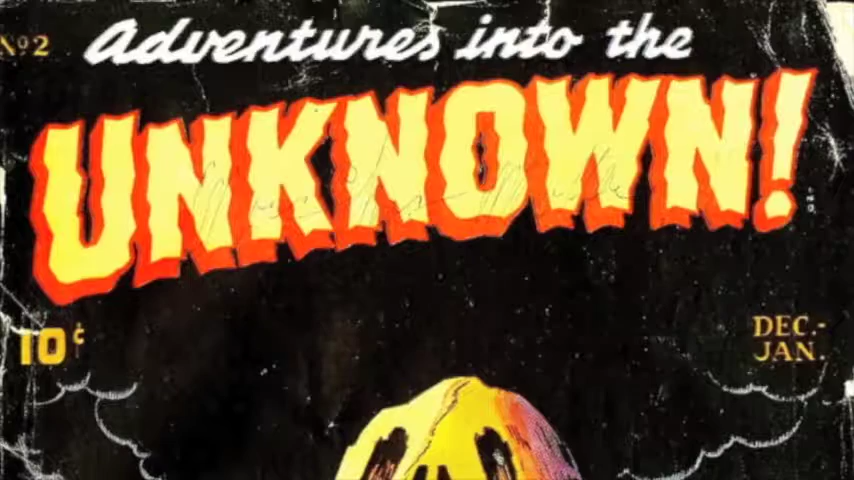 Nº2
Adventures into the
UNKNOWN!
10¢
DEC.-
JAN.